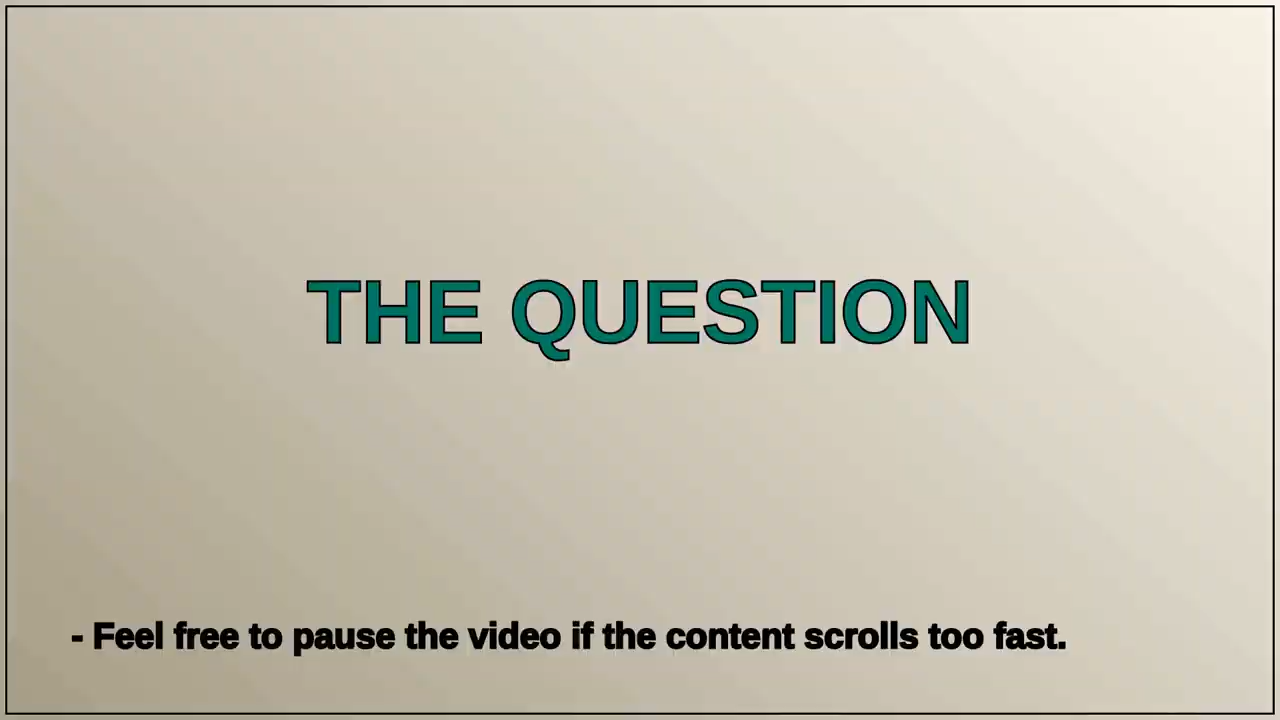 THE QUESTION
- Feel free to pause the video if the content scrolls too fast.